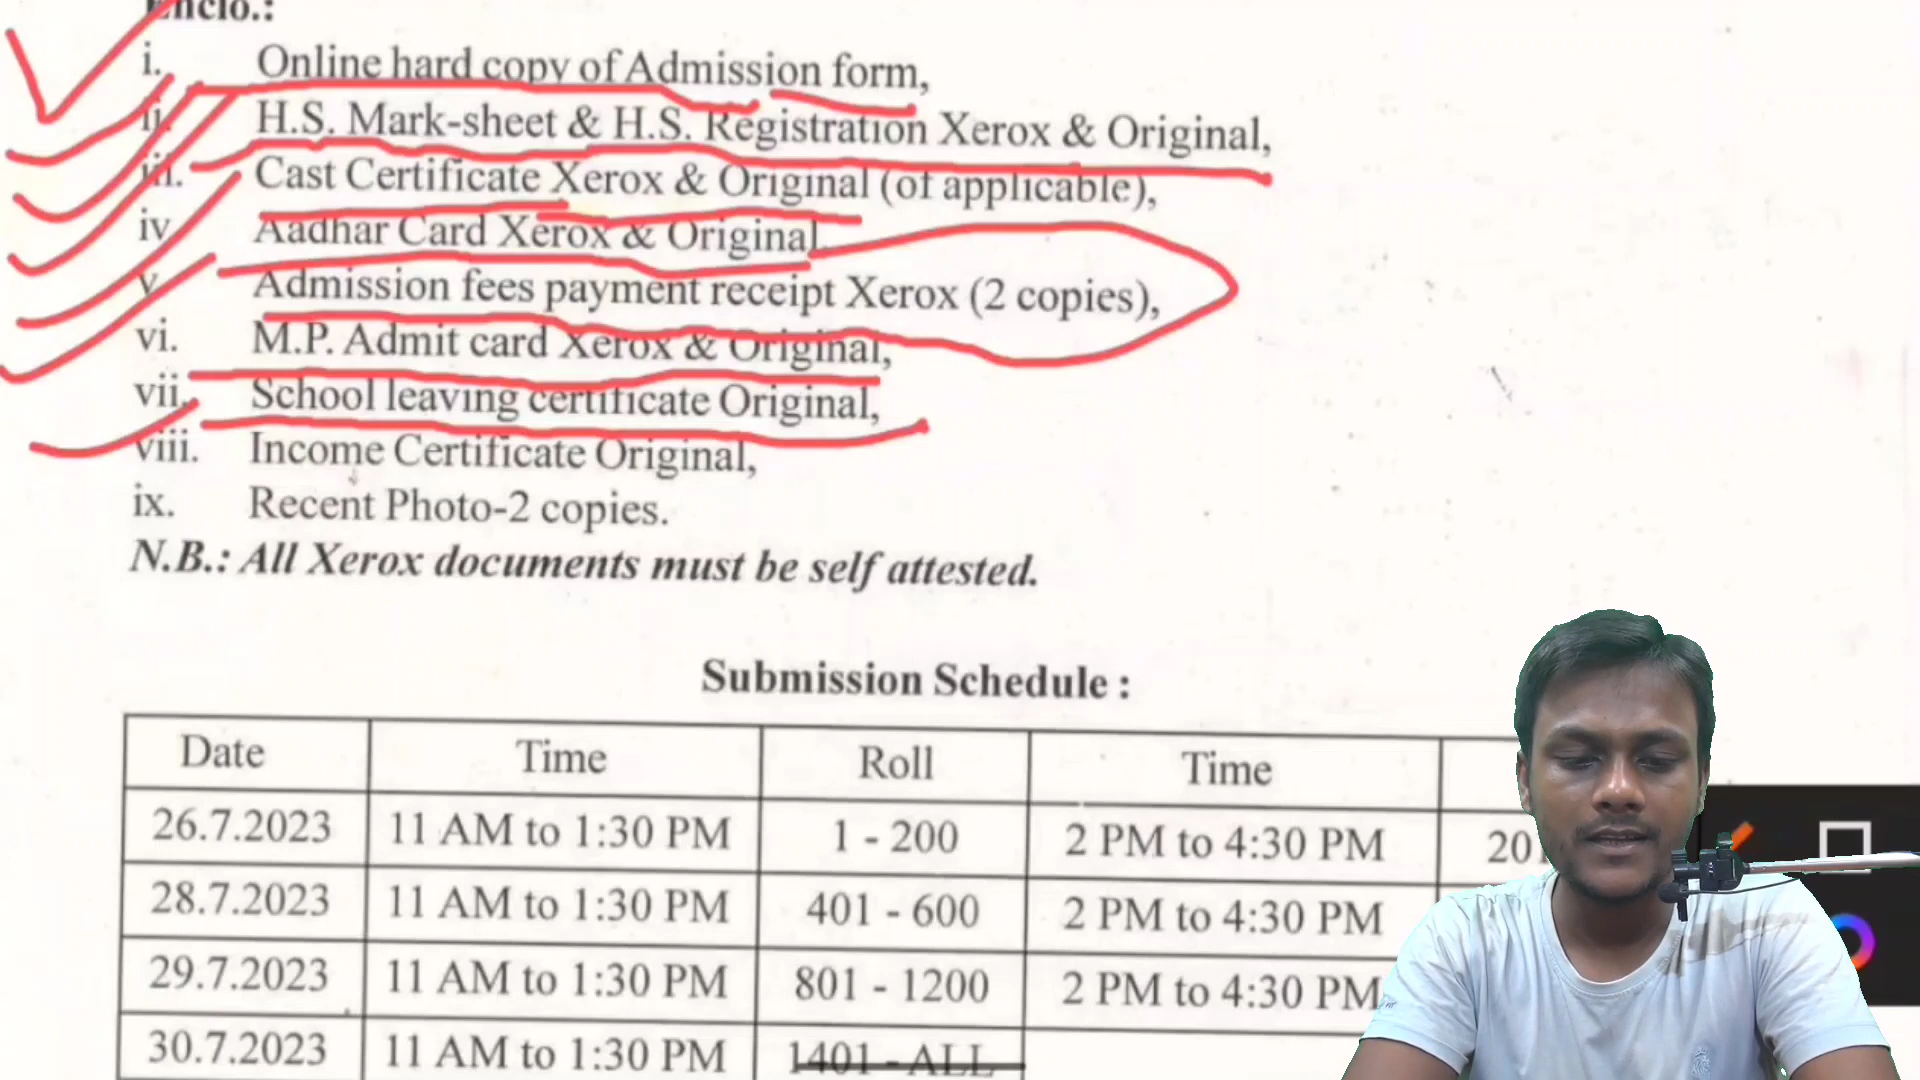 Enclo.:
i. Online hard copy of Admission form,
ii. H.S. Mark-sheet & H.S. Registration Xerox & Original,
iii. Cast Certificate Xerox & Original (of applicable),
iv. Aadhar Card Xerox & Original,
v. Admission fees payment receipt Xerox (2 copies),
vi. M.P. Admit card Xerox & Original,
vii. School leaving certificate Original,
viii. Income Certificate Original,
ix. Recent Photo-2 copies.
N.B.: All Xerox documents must be self attested.
Submission Schedule :
Date Time Roll Time
26.7.2023 11 AM to 1:30 PM 1 - 200 2 PM to 4:30 PM
28.7.2023 11 AM to 1:30 PM 401 - 600 2 PM to 4:30 PM
29.7.2023 11 AM to 1:30 PM 801 - 1200 2 PM to 4:30 PM
30.7.2023 11 AM to 1:30 PM 1401 - ALL